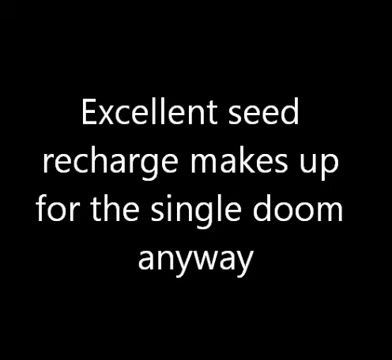 Excellent seed
recharge makes up
for the single doom
anyway